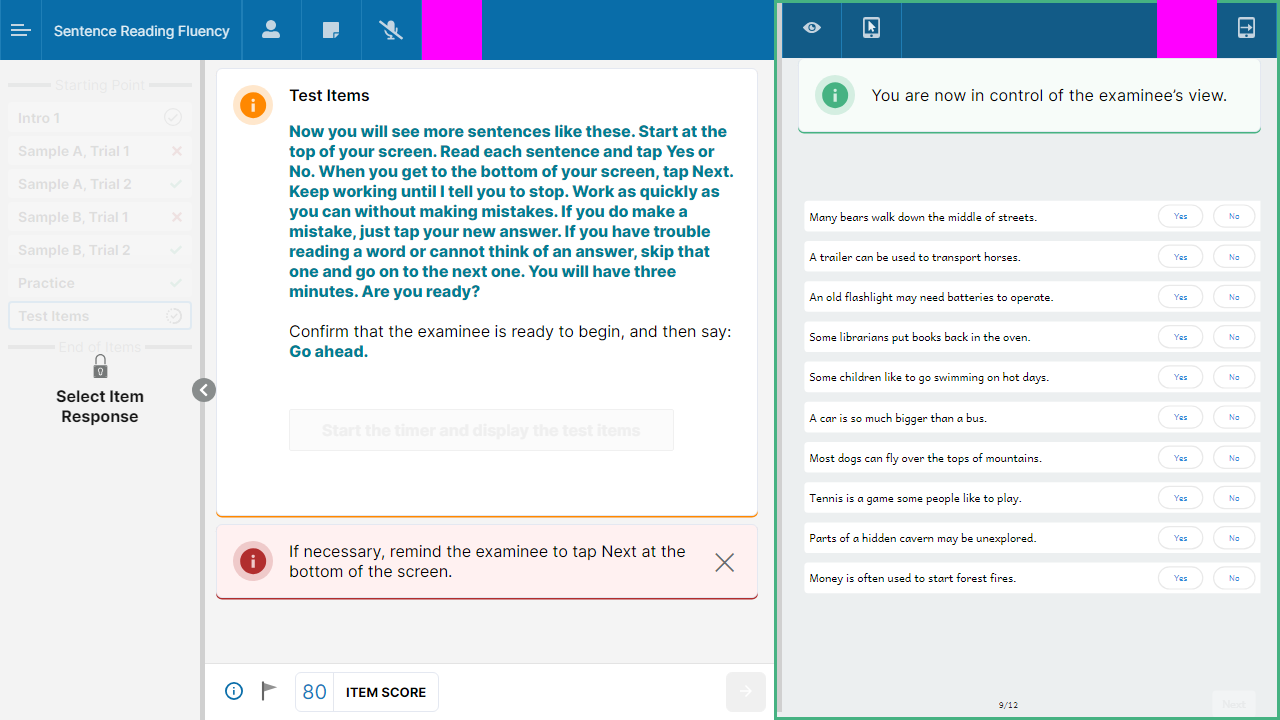 Sentence Reading Fluency
Starting Point
Intro 1
Sample A, Trial 1
Sample A, Trial 2
Sample B, Trial 1
Sample B, Trial 2
Practice
Test Items
End of Items
Select Item
Response
Test Items
Now you will see more sentences like these. Start at the
top of your screen. Read each sentence and tap Yes or
No. When you get to the bottom of your screen, tap Next.
Keep working until I tell you to stop. Work as quickly as
you can without making mistakes. If you do make a
mistake, just tap your new answer. If you have trouble
reading a word or cannot think of an answer, skip that
one and go on to the next one. You will have three
minutes. Are you ready?
Confirm that the examinee is ready to begin, and then say:
Go ahead.
Start the timer and display the test items
If necessary, remind the examinee to tap Next at the
bottom of the screen.
80 ITEM SCORE
You are now in control of the examinee’s view.
Many bears walk down the middle of streets. Yes No
A trailer can be used to transport horses. Yes No
An old flashlight may need batteries to operate. Yes No
Some librarians put books back in the oven. Yes No
Some children like to go swimming on hot days. Yes No
A car is so much bigger than a bus. Yes No
Most dogs can fly over the tops of mountains. Yes No
Tennis is a game some people like to play. Yes No
Parts of a hidden cavern may be unexplored. Yes No
Money is often used to start forest fires. Yes No
9/12
Next